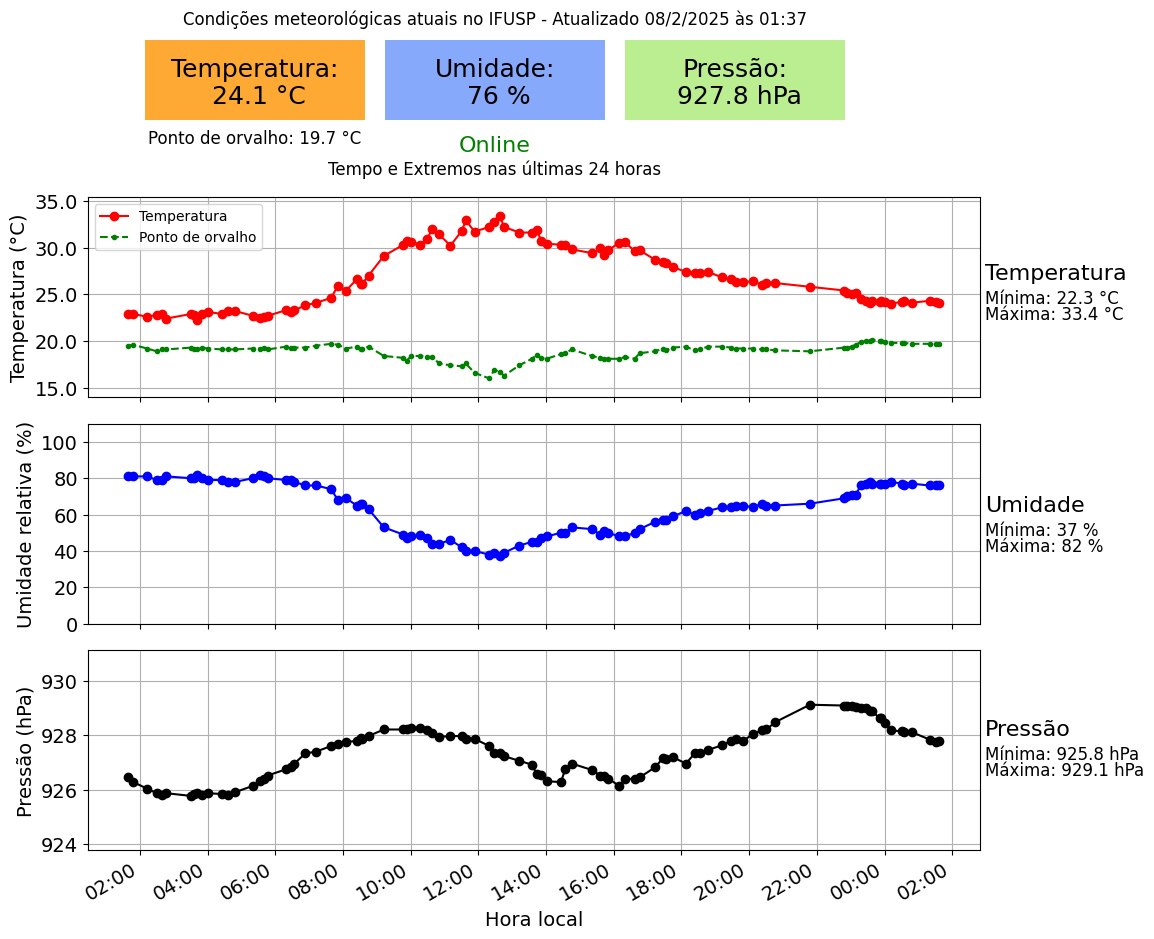 Condições meteorológicas atuais no IFUSP - Atualizado 08/2/2025 às 01:37
Temperatura:
24.1 °C
Umidade:
76 %
Pressão:
927.8 hPa
Ponto de orvalho: 19.7 °C
Online
Tempo e Extremos nas últimas 24 horas
Temperatura (°C)
35.0
30.0
25.0
20.0
15.0
Temperatura
Ponto de orvalho
Temperatura
Mínima: 22.3 °C
Máxima: 33.4 °C
Umidade relativa (%)
100
80
60
40
20
0
Umidade
Mínima: 37 %
Máxima: 82 %
Pressão (hPa)
930
928
926
924
Pressão
Mínima: 925.8 hPa
Máxima: 929.1 hPa
02:00 04:00 06:00 08:00 10:00 12:00 14:00 16:00 18:00 20:00 22:00 00:00 02:00
Hora local